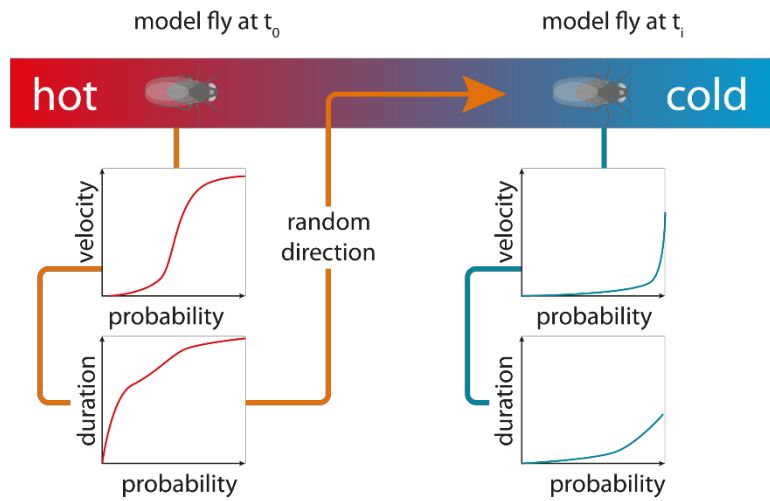 model fly at t0
model fly at ti
hot
cold
velocity
probability
random
direction
velocity
probability
duration
probability
duration
probability